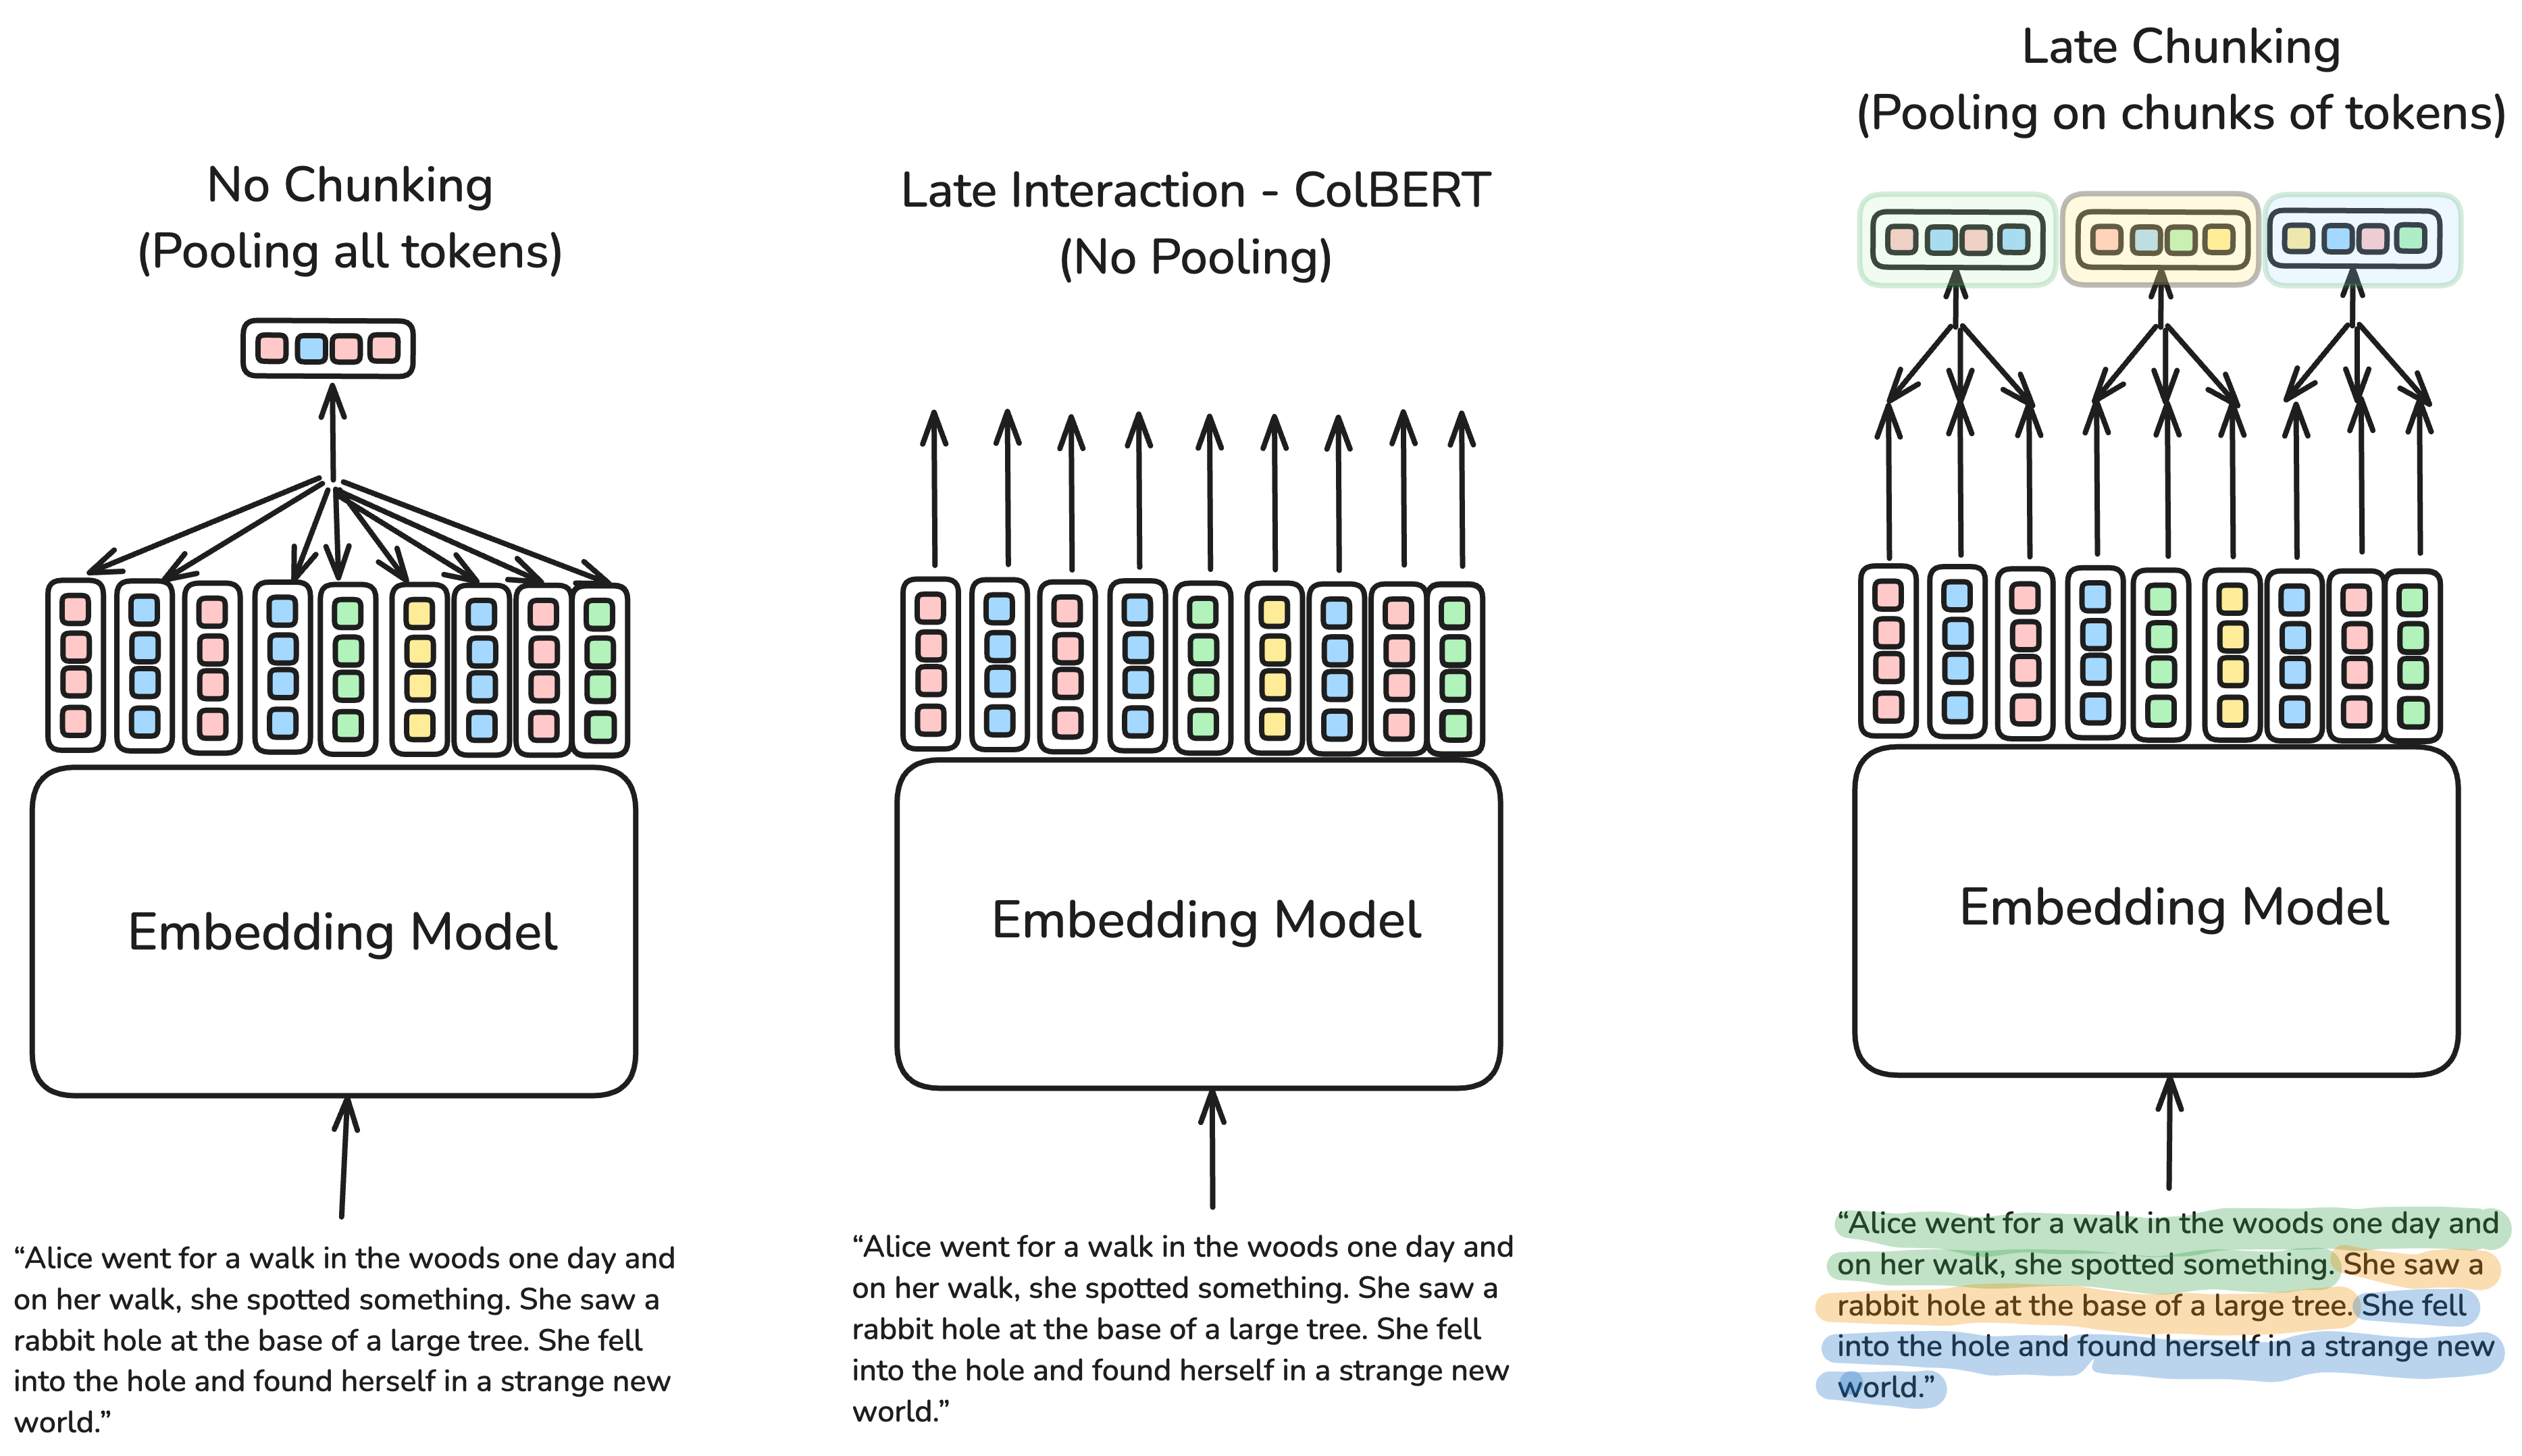 No Chunking
(Pooling all tokens)
Embedding Model
“Alice went for a walk in the woods one day and
on her walk, she spotted something. She saw a
rabbit hole at the base of a large tree. She fell
into the hole and found herself in a strange new
world.”
Late Interaction - ColBERT
(No Pooling)
Embedding Model
“Alice went for a walk in the woods one day and
on her walk, she spotted something. She saw a
rabbit hole at the base of a large tree. She fell
into the hole and found herself in a strange new
world.”
Late Chunking
(Pooling on chunks of tokens)
Embedding Model
“Alice went for a walk in the woods one day and
on her walk, she spotted something. She saw a
rabbit hole at the base of a large tree. She fell
into the hole and found herself in a strange new
world.”